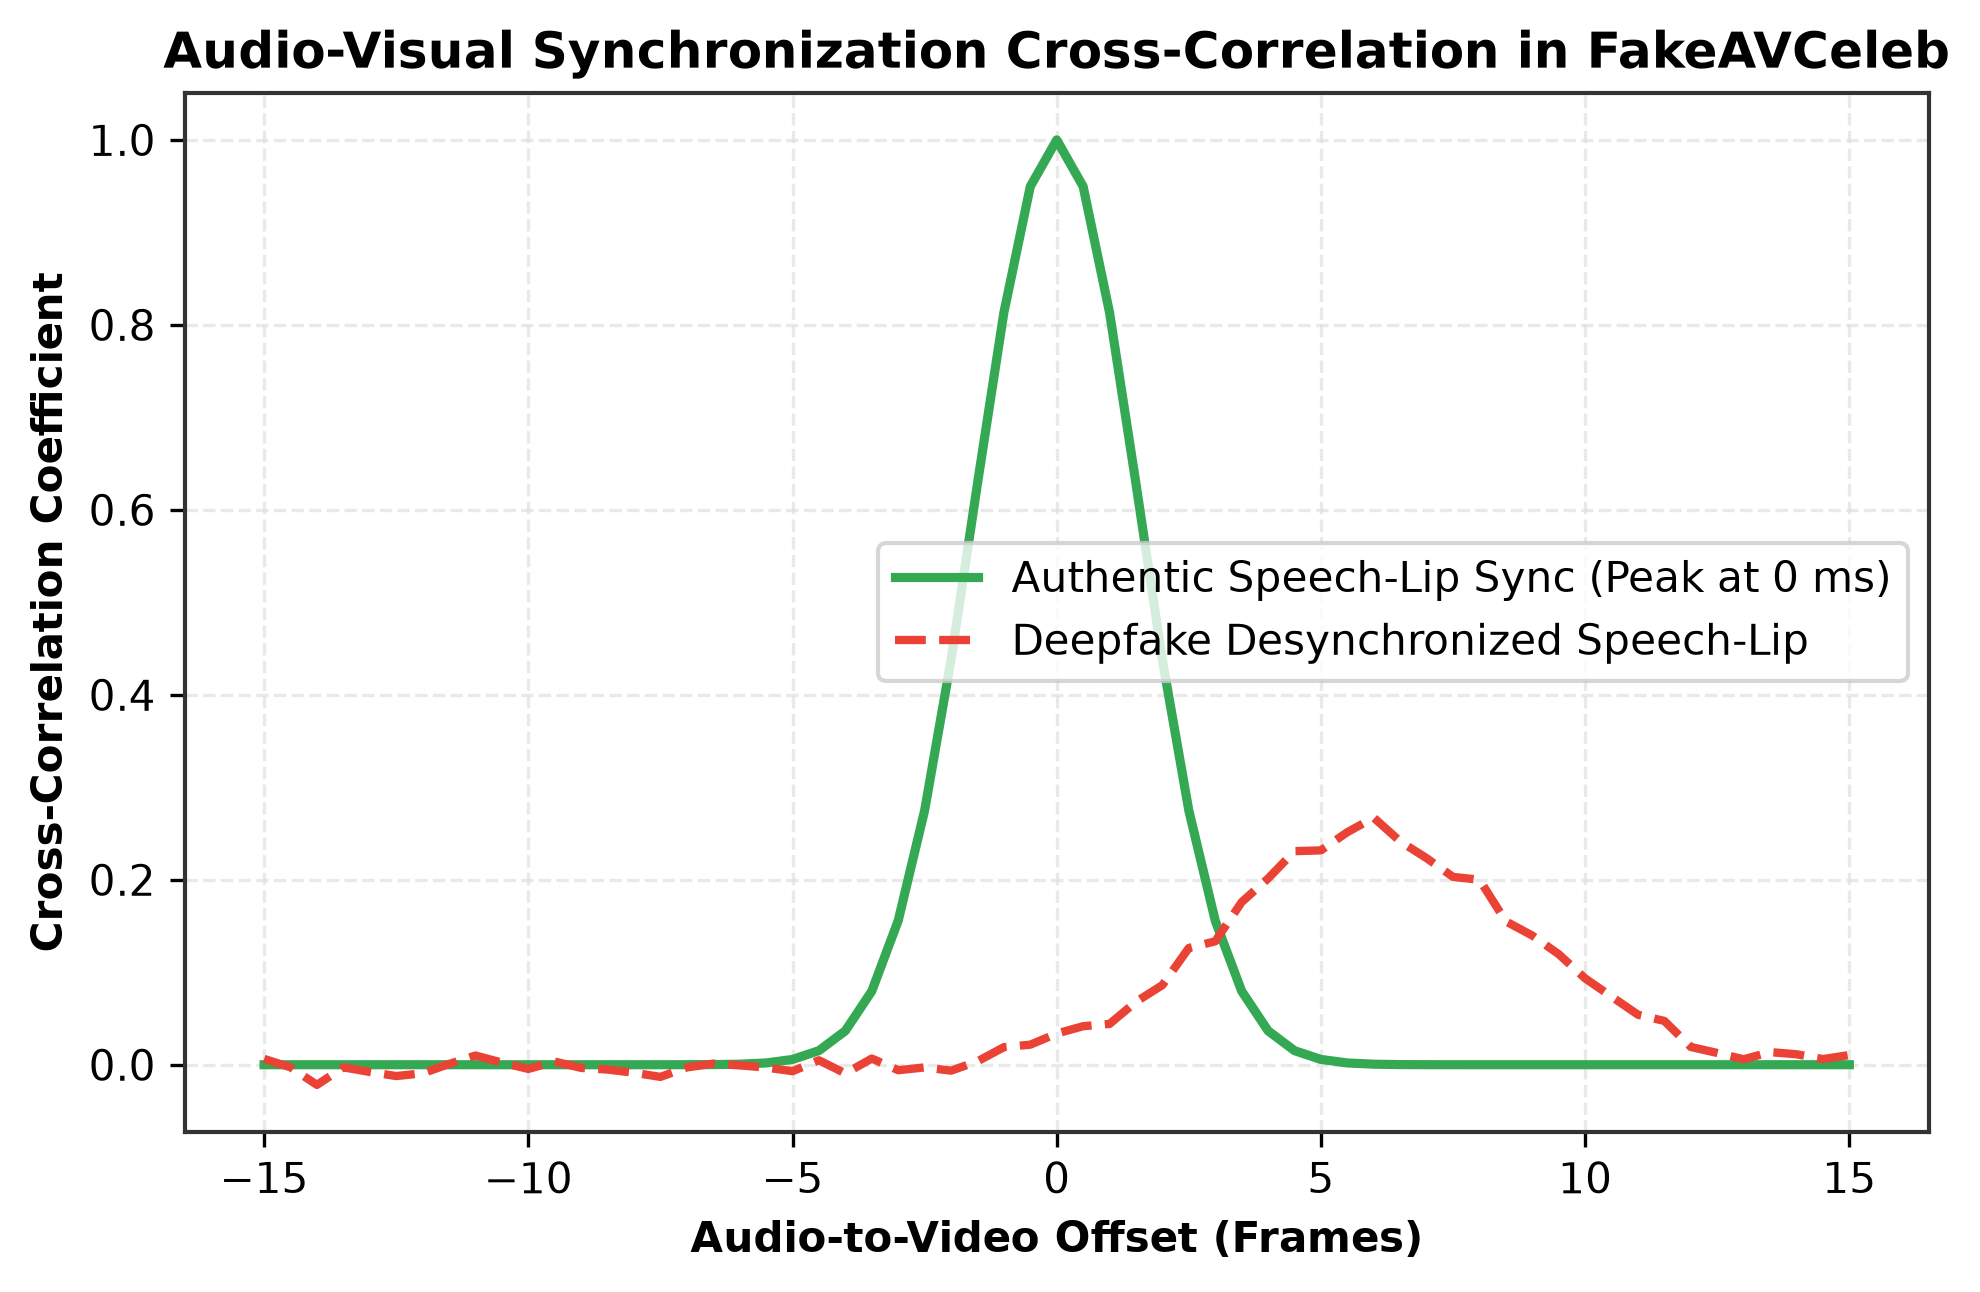 Audio-Visual Synchronization Cross-Correlation in FakeAVCeleb
Cross-Correlation Coefficient
1.0
0.8
0.6
0.4
0.2
0.0
Authentic Speech-Lip Sync (Peak at 0 ms)
Deepfake Desynchronized Speech-Lip
−15 −10 −5 0 5 10 15
Audio-to-Video Offset (Frames)